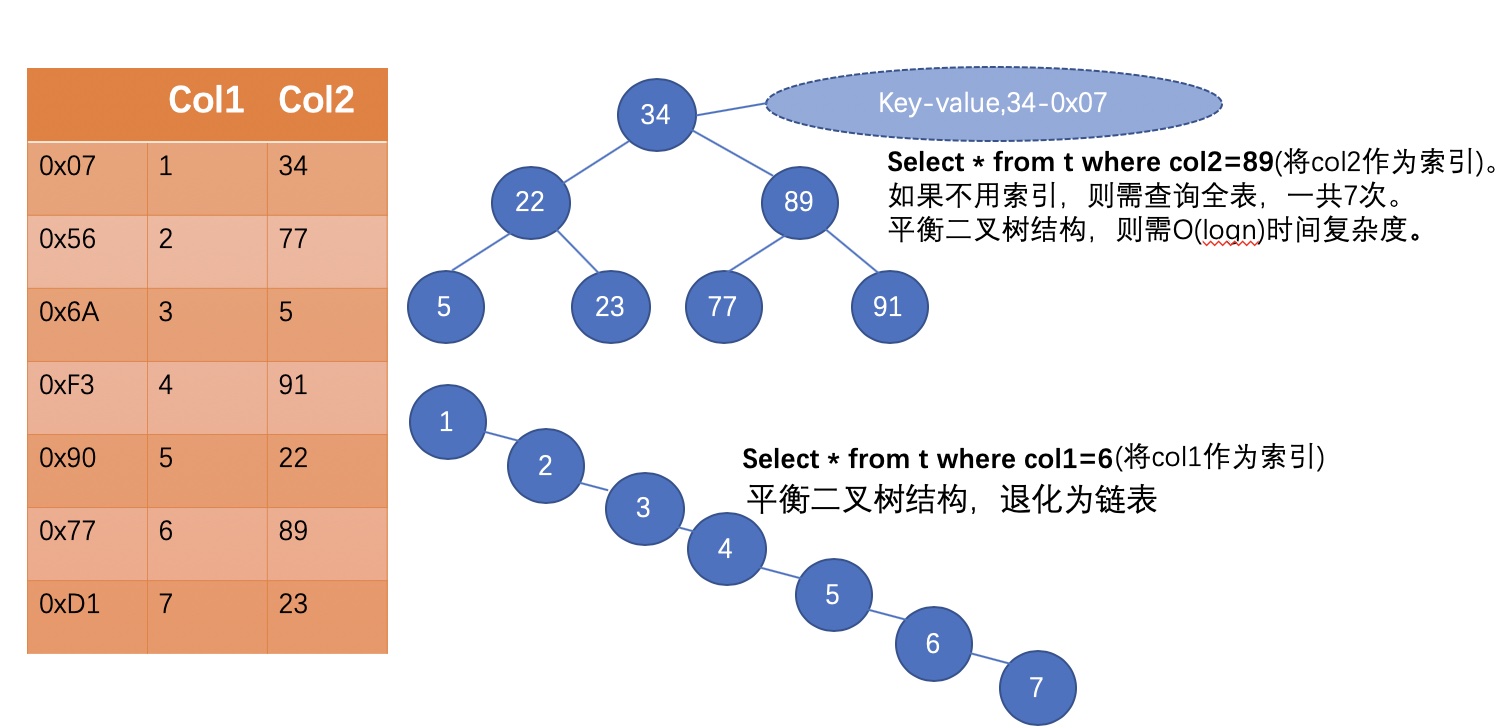 Col1 Col2
0x07 1 34
0x56 2 77
0x6A 3 5
0xF3 4 91
0x90 5 22
0x77 6 89
0xD1 7 23
34
Key-value,34-0x07
22
89
5
23
77
91
Select * from t where col2=89(将col2作为索引)。
如果不用索引，则需查询全表，一共7次。
平衡二叉树结构，则需O(logn)时间复杂度。
1
2
3
4
5
6
7
Select * from t where col1=6(将col1作为索引)
平衡二叉树结构，退化为链表